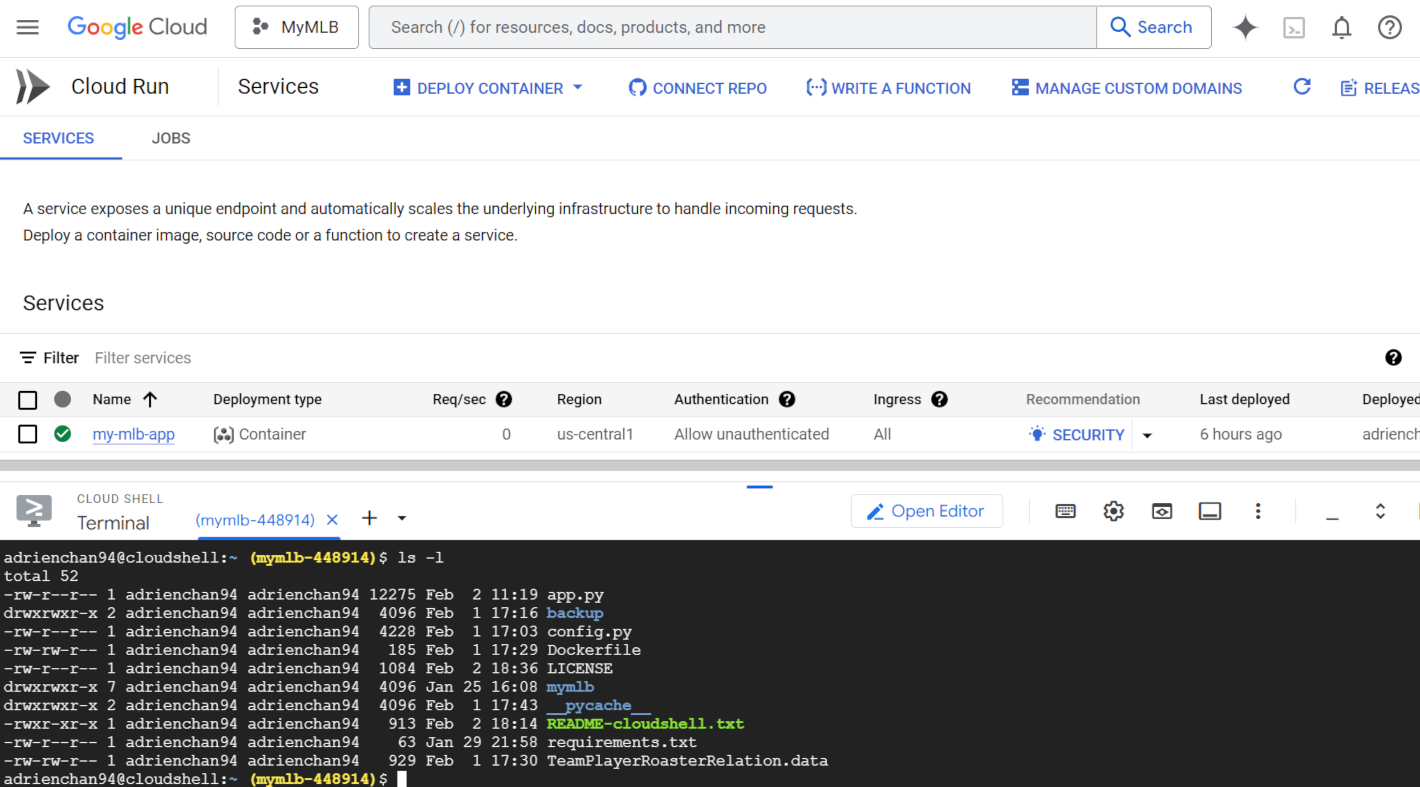 Google Cloud MyMLB Search (/) for resources, docs, products, and more Search
Cloud Run Services DEPLOY CONTAINER CONNECT REPO WRITE A FUNCTION MANAGE CUSTOM DOMAINS RELEAS
SERVICES JOBS
A service exposes a unique endpoint and automatically scales the underlying infrastructure to handle incoming requests.
Deploy a container image, source code or a function to create a service.
Services
Filter Filter services
Name Deployment type Req/sec Region Authentication Ingress Recommendation Last deployed Deployed
my-mlb-app Container 0 us-central1 Allow unauthenticated All SECURITY 6 hours ago adriench
CLOUD SHELL
Terminal (mymlb-448914) Open Editor
adrienchan94@cloudshell:~ (mymlb-448914)$ ls -l
total 52
-rw-r--r-- 1 adrienchan94 adrienchan94 12275 Feb  2 11:19 app.py
drwxrwxr-x 2 adrienchan94 adrienchan94  4096 Feb  1 17:16 backup
-rw-r--r-- 1 adrienchan94 adrienchan94  4228 Feb  1 17:03 config.py
-rw-rw-r-- 1 adrienchan94 adrienchan94   185 Feb  1 17:29 Dockerfile
-rw-r--r-- 1 adrienchan94 adrienchan94  1084 Feb  2 18:36 LICENSE
drwxrwxr-x 7 adrienchan94 adrienchan94  4096 Jan 25 16:08 mymlb
drwxrwxr-x 2 adrienchan94 adrienchan94  4096 Feb  1 17:43 __pycache__
-rwxr-xr-x 1 adrienchan94 adrienchan94   913 Feb  2 18:14 README-cloudshell.txt
-rw-r--r-- 1 adrienchan94 adrienchan94    63 Jan 29 21:58 requirements.txt
-rw-rw-r-- 1 adrienchan94 adrienchan94   929 Feb  1 17:30 TeamPlayerRoasterRelation.data
adrienchan94@cloudshell:~ (mymlb-448914)$